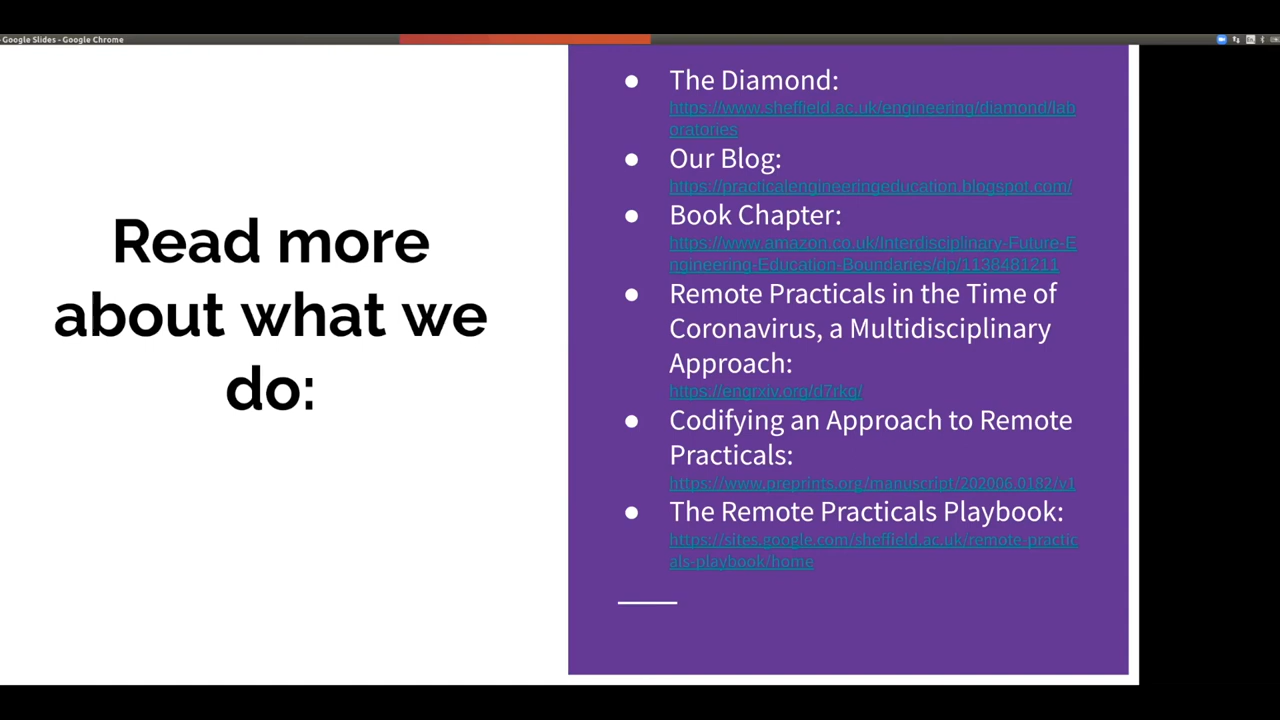 Google Slides - Google Chrome
Read more
about what we
do:
● The Diamond:
https://www.sheffield.ac.uk/engineering/diamond/lab
oratories
● Our Blog:
https://practicalengineeringeducation.blogspot.com/
● Book Chapter:
https://www.amazon.co.uk/Interdisciplinary-Future-E
ngineering-Education-Boundaries/dp/1138481211
● Remote Practicals in the Time of
Coronavirus, a Multidisciplinary
Approach:
https://engrxiv.org/d7rkg/
● Codifying an Approach to Remote
Practicals:
https://www.preprints.org/manuscript/202006.0182/v1
● The Remote Practicals Playbook:
https://sites.google.com/sheffield.ac.uk/remote-practic
als-playbook/home